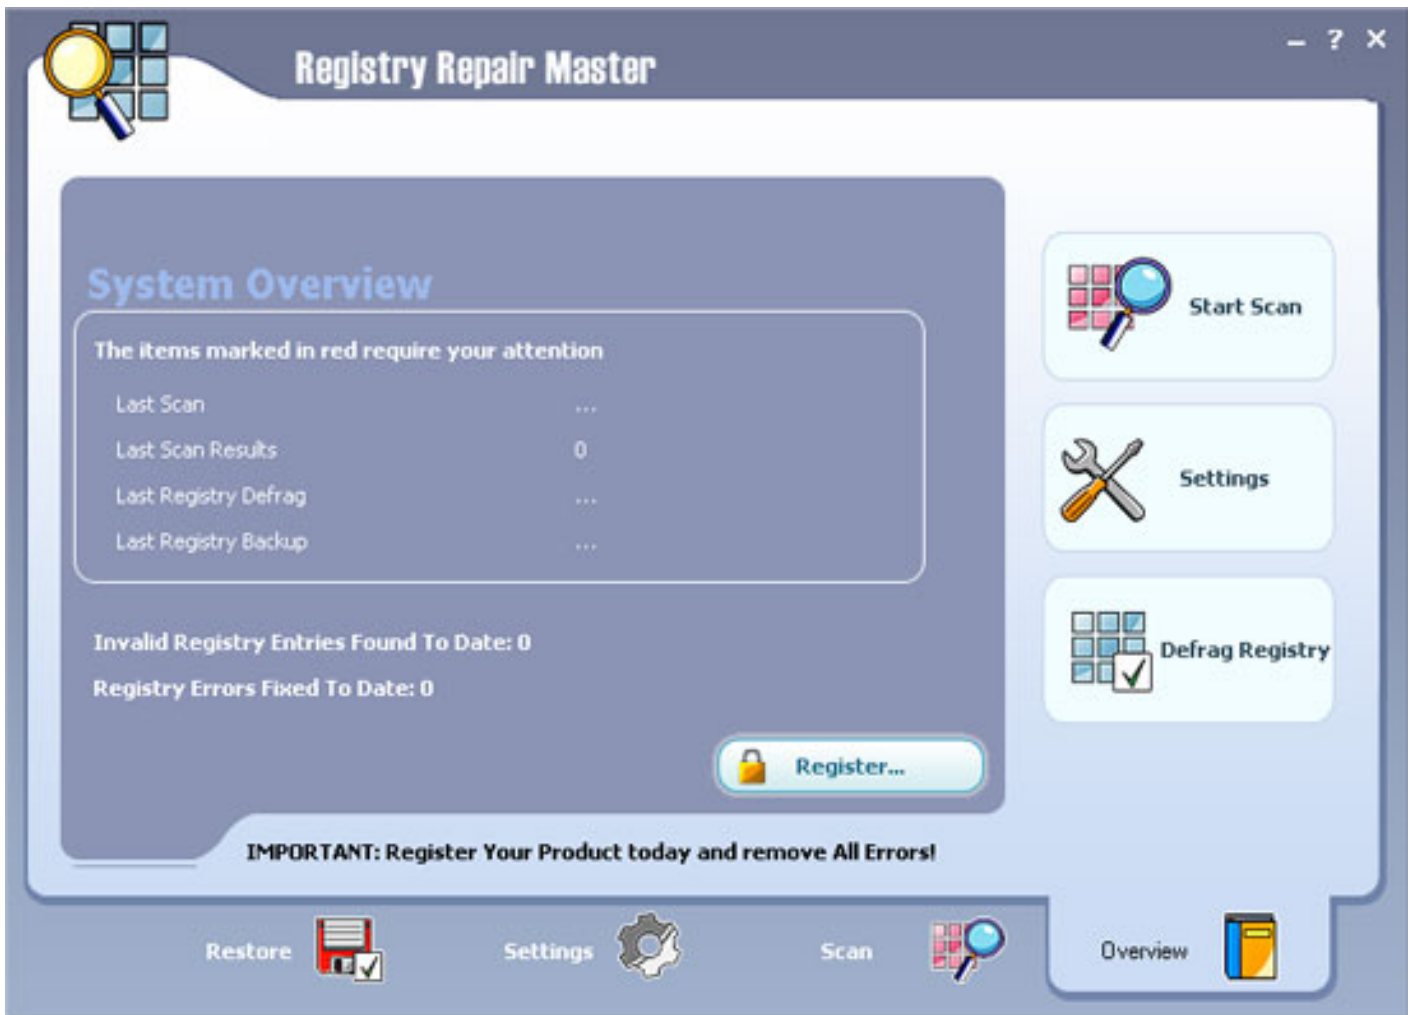 Registry Repair Master
– ? ×
System Overview
The items marked in red require your attention
Last Scan ...
Last Scan Results 0
Last Registry Defrag ...
Last Registry Backup ...
Invalid Registry Entries Found To Date: 0
Registry Errors Fixed To Date: 0
Register...
IMPORTANT: Register Your Product today and remove All Errors!
Start Scan
Settings
Defrag Registry
Restore
Settings
Scan
Overview